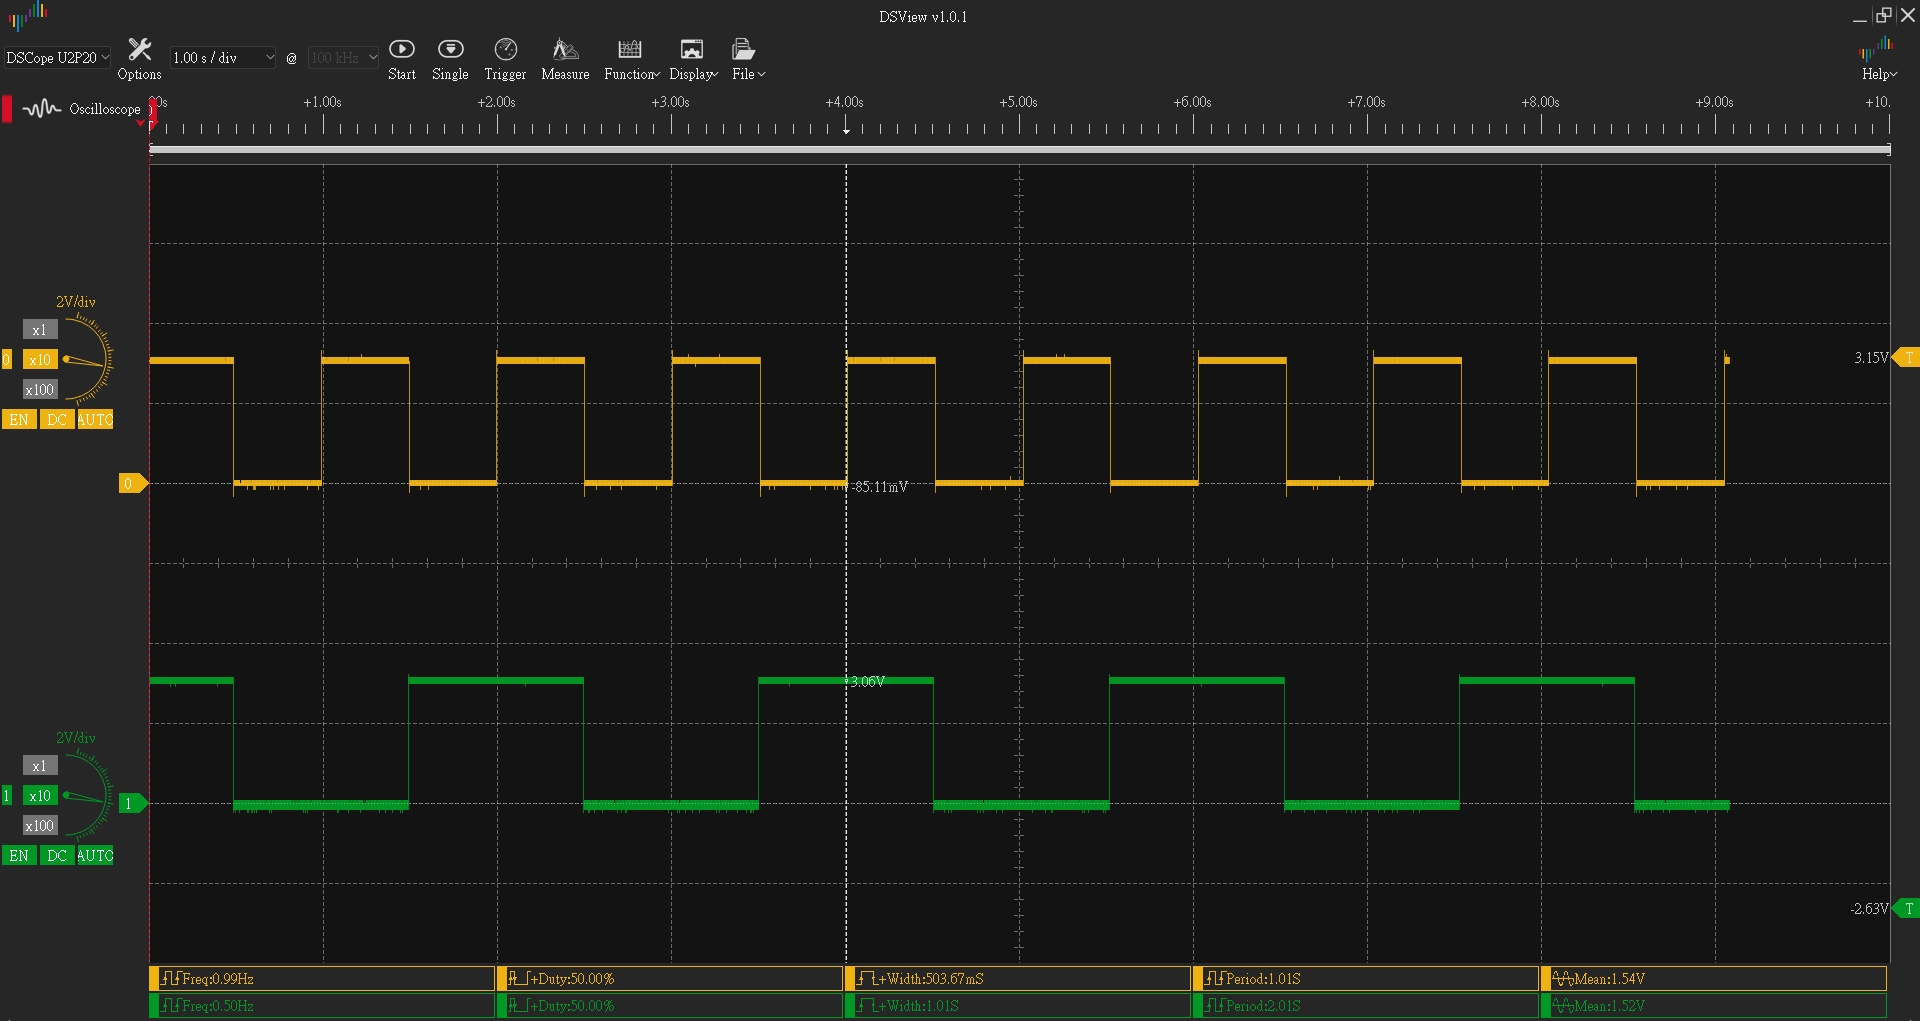 DSView v1.0.1
DSCope U2P20
1.00 s / div
@
100 kHz
Options
Start
Single
Trigger
Measure
Function
Display
File
Help
Oscilloscope
0s +1.00s +2.00s +3.00s +4.00s +5.00s +6.00s +7.00s +8.00s +9.00s +10.
2V/div
x1
0 x10
x100
EN DC AUTO
0
3.15V T
-85.11mV
3.06V
2V/div
x1
1 x10
x100
EN DC AUTO
1
-2.63V T
Freq:0.99Hz +Duty:50.00% +Width:503.67mS Period:1.01S Mean:1.54V
Freq:0.50Hz +Duty:50.00% +Width:1.01S Period:2.01S Mean:1.52V